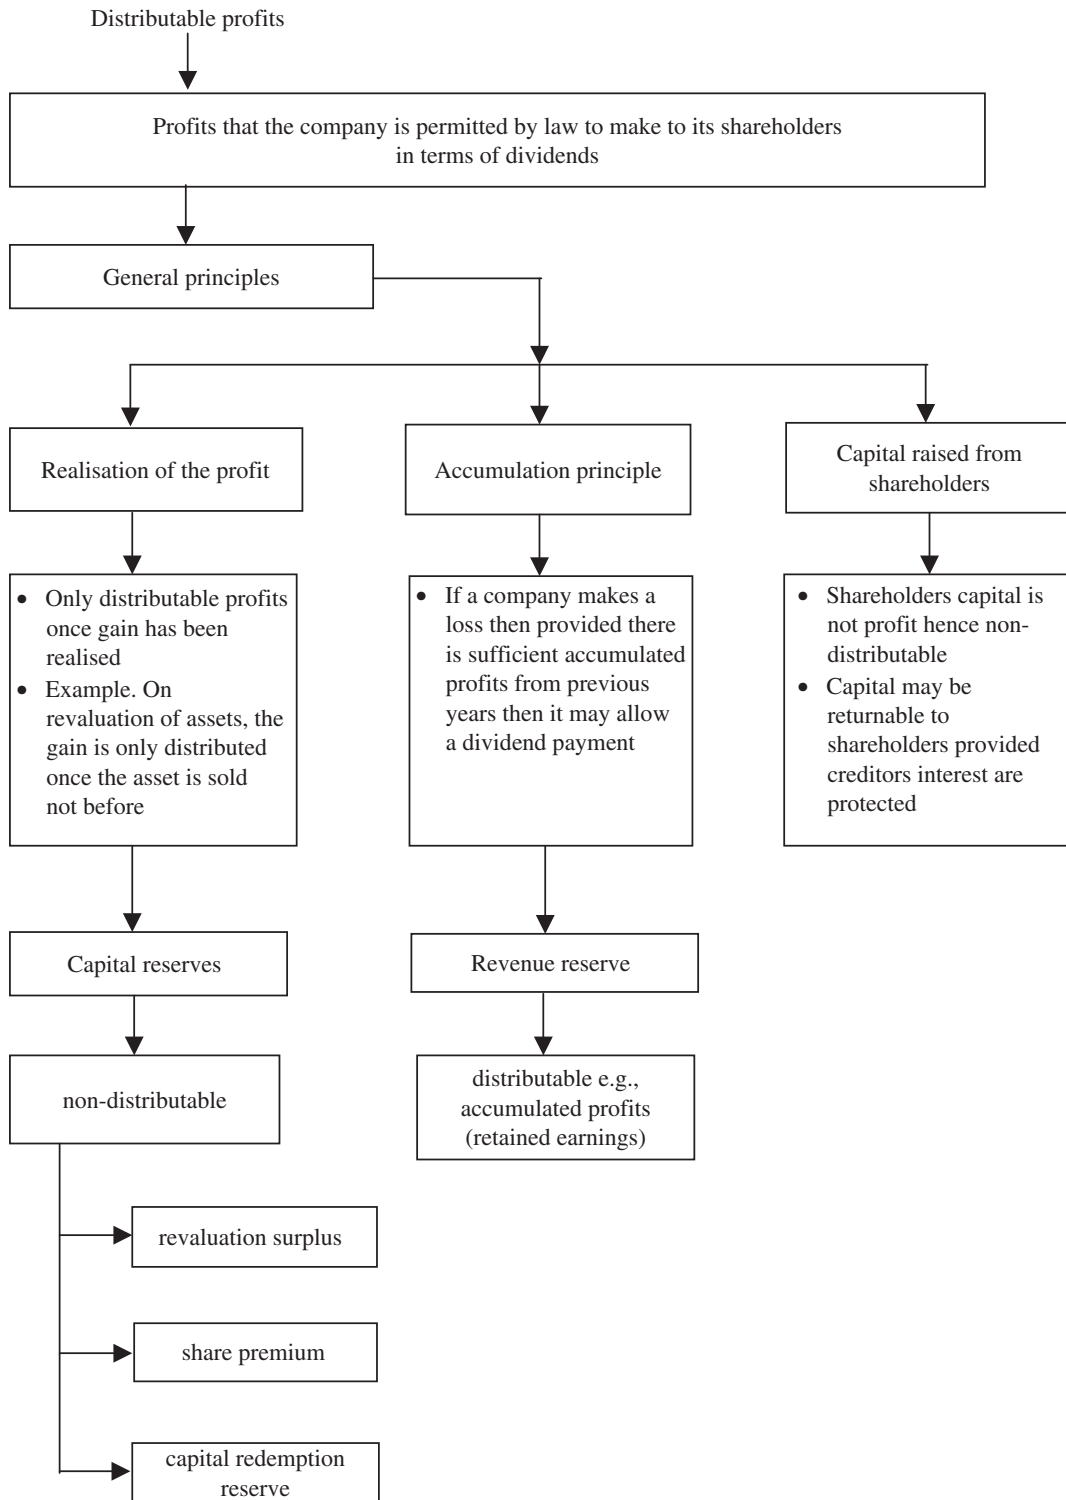 Distributable profits
Profits that the company is permitted by law to make to its shareholders
in terms of dividends
General principles
Realisation of the profit
Accumulation principle
Capital raised from
shareholders
• Only distributable profits
once gain has been
realised
• Example. On
revaluation of assets, the
gain is only distributed
once the asset is sold
not before
• If a company makes a
loss then provided there
is sufficient accumulated
profits from previous
years then it may allow
a dividend payment
• Shareholders capital is
not profit hence non-
distributable
• Capital may be
returnable to
shareholders provided
creditors interest are
protected
Capital reserves
Revenue reserve
non-distributable
distributable e.g.,
accumulated profits
(retained earnings)
revaluation surplus
share premium
capital redemption
reserve